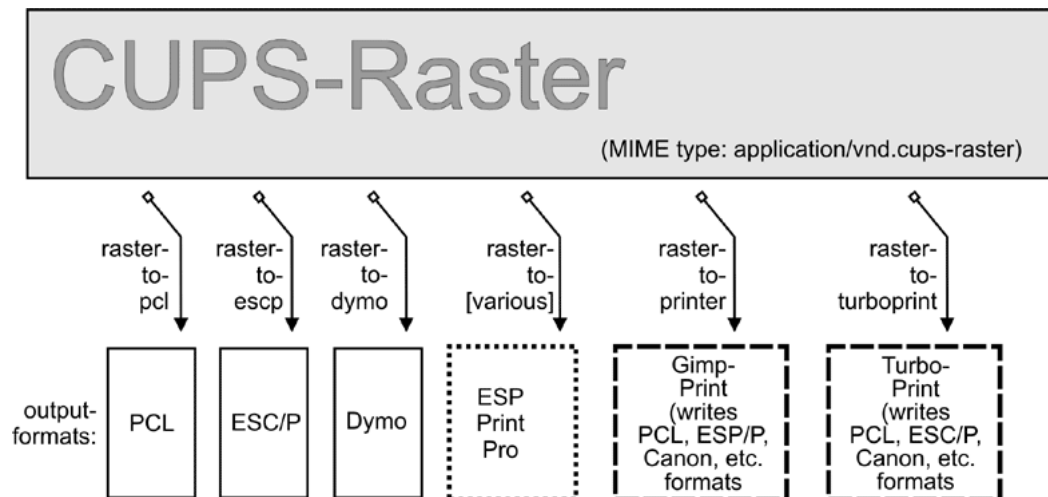 CUPS-Raster
(MIME type: application/vnd.cups-raster)
raster-
to-
pcl
raster-
to-
escp
raster-
to-
dymo
raster-
to-
[various]
raster-
to-
printer
raster-
to-
turboprint
output-
formats:
PCL
ESC/P
Dymo
ESP
Print
Pro
Gimp-
Print
(writes
PCL, ESP/P,
Canon, etc.
formats
Turbo-
Print
(writes
PCL, ESC/P,
Canon, etc.
formats